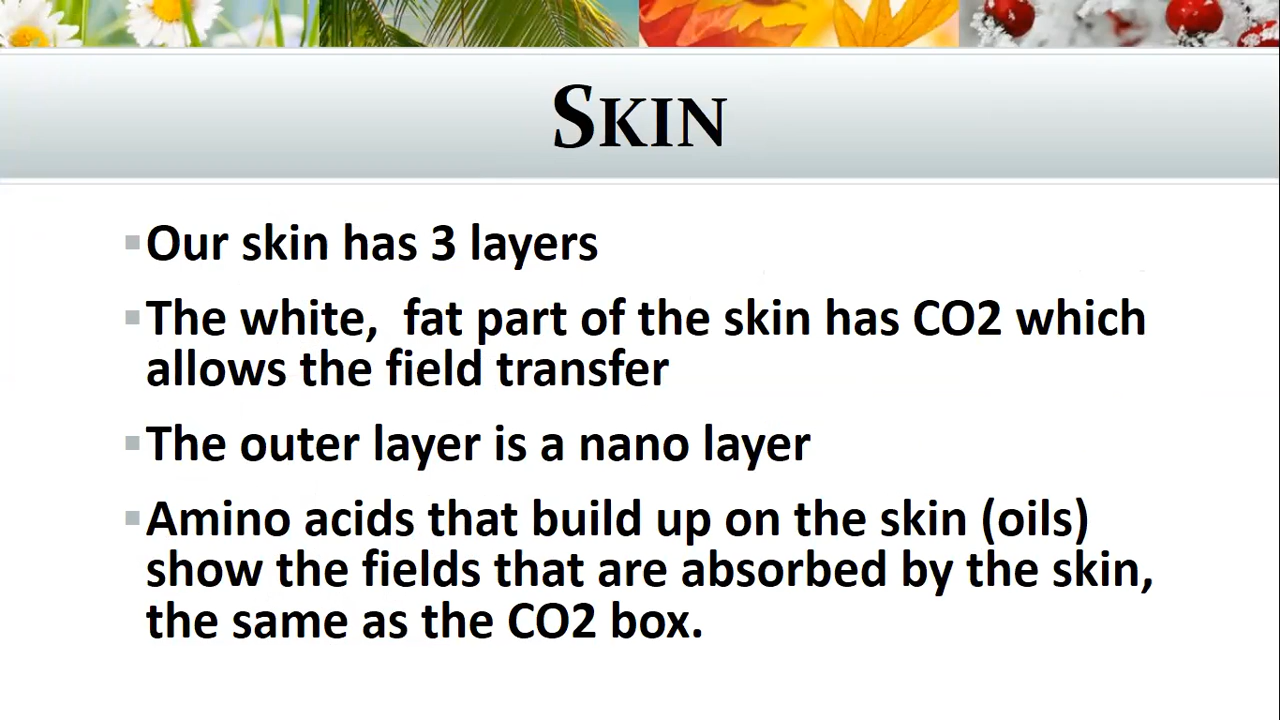 SKIN
Our skin has 3 layers
The white,  fat part of the skin has CO2 which
allows the field transfer
The outer layer is a nano layer
Amino acids that build up on the skin (oils)
show the fields that are absorbed by the skin,
the same as the CO2 box.